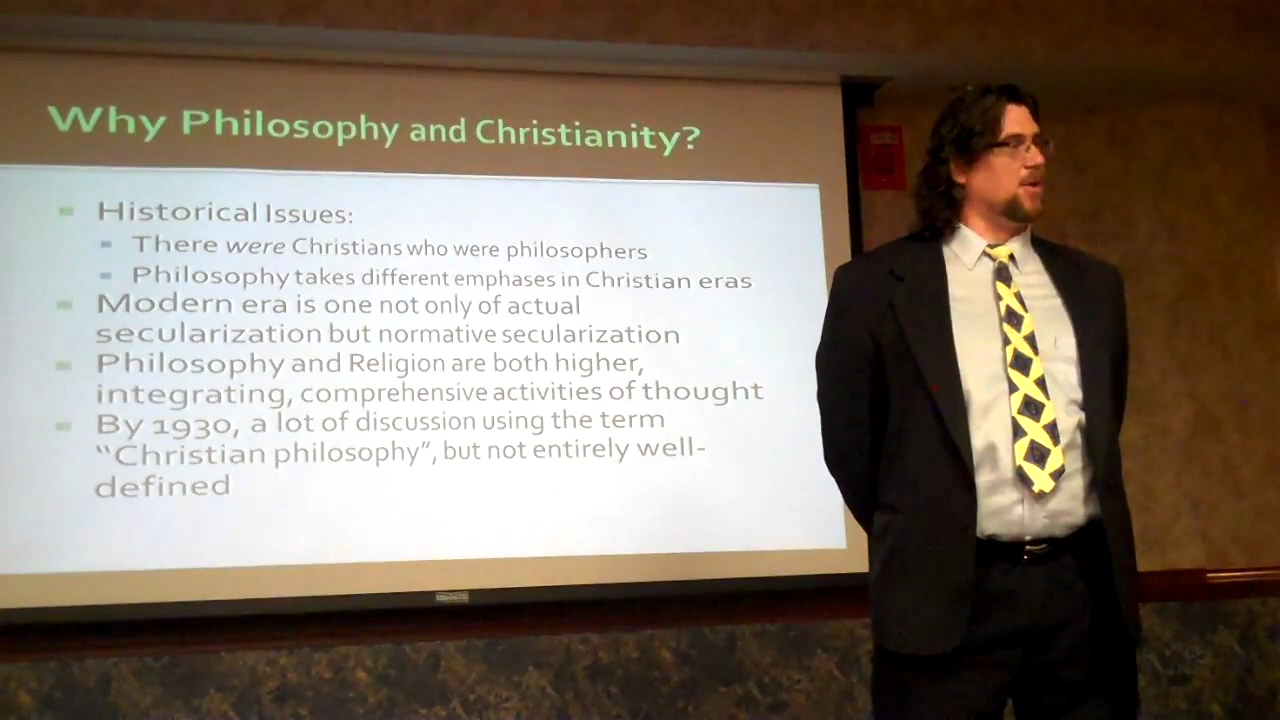 Why Philosophy and Christianity?
Historical Issues:
There were Christians who were philosophers
Philosophy takes different emphases in Christian eras
Modern era is one not only of actual
secularization but normative secularization
Philosophy and Religion are both higher,
integrating, comprehensive activities of thought
By 1930, a lot of discussion using the term
“Christian philosophy”, but not entirely well-
defined